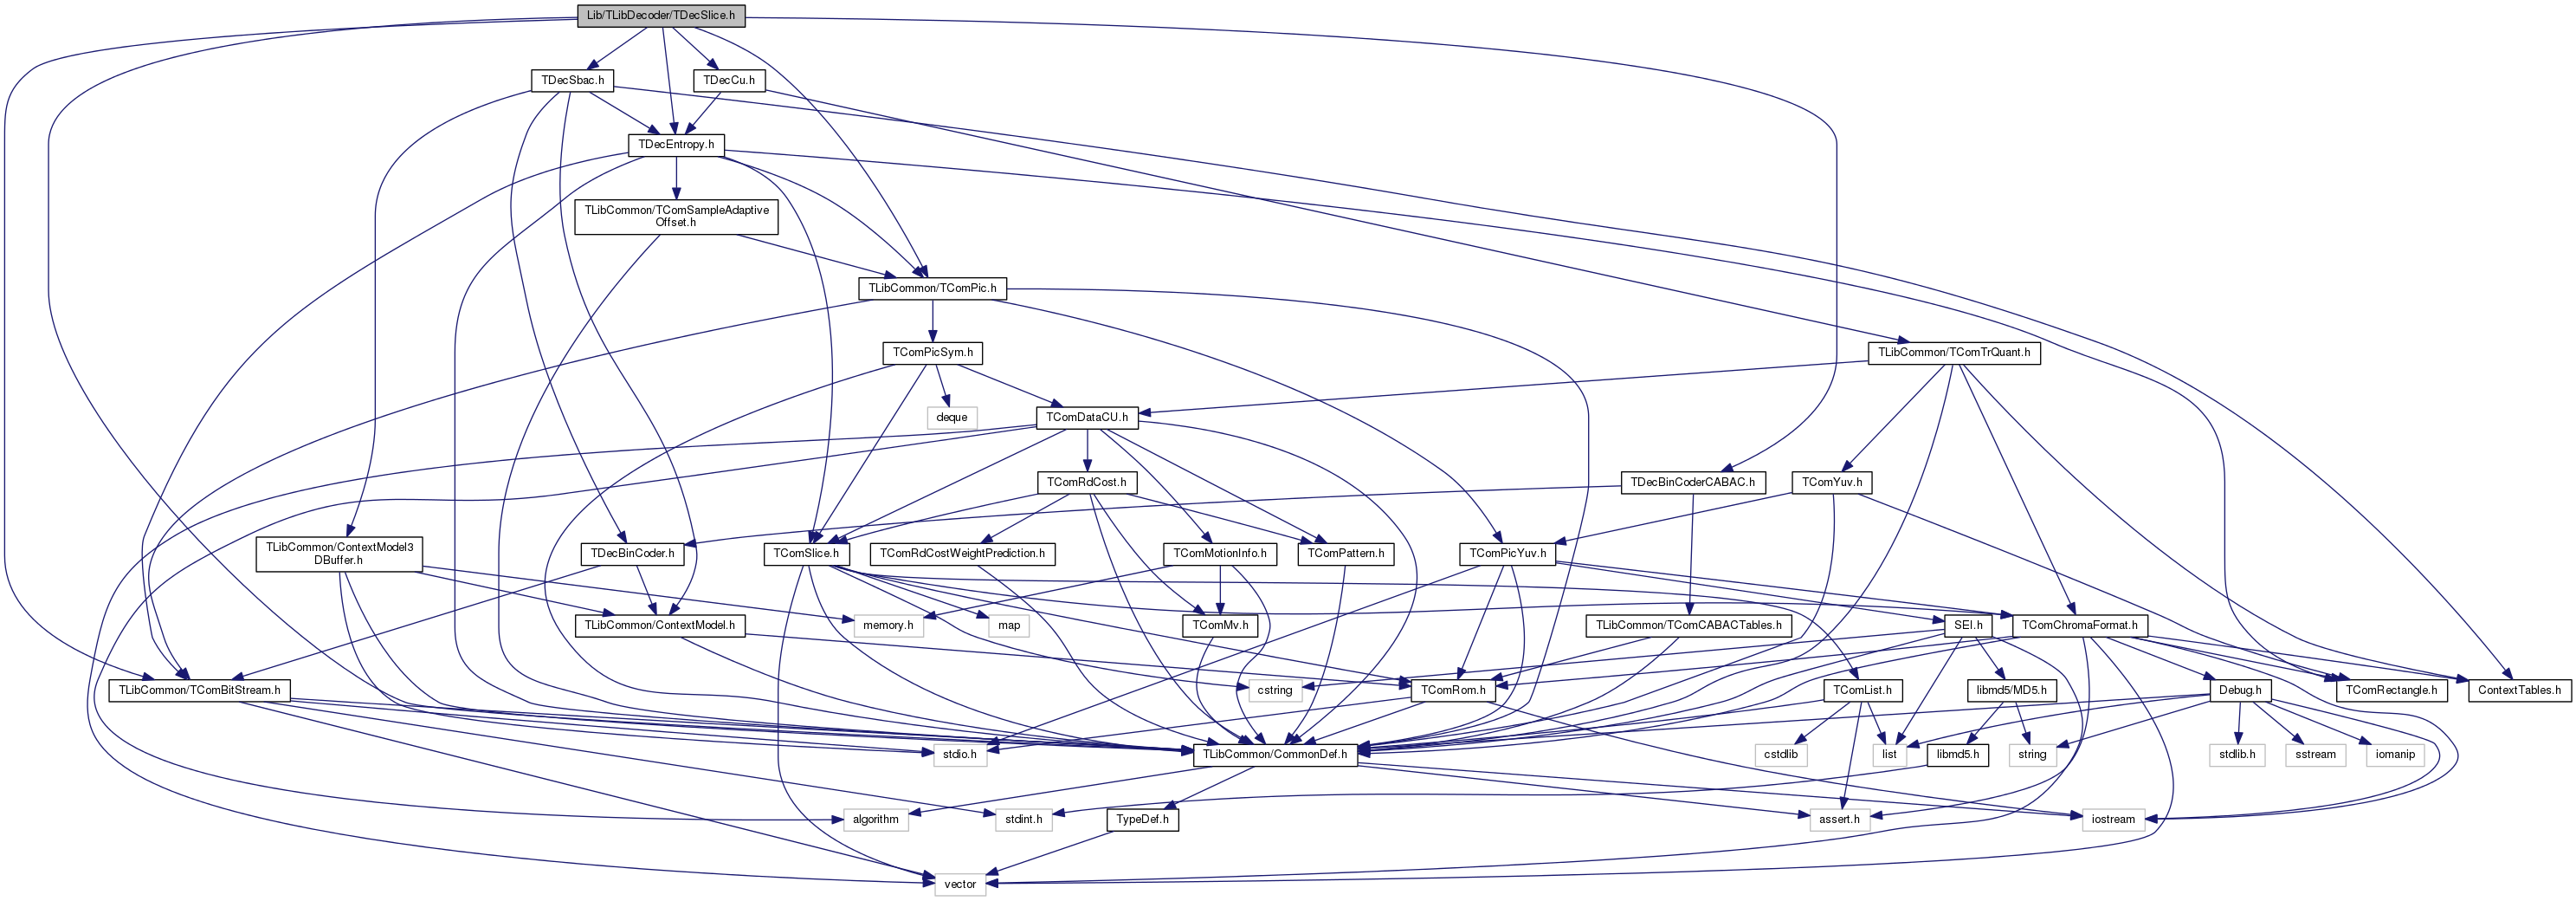 Lib/TLibDecoder/TDecSlice.h
TDecSbac.h
TDecCu.h
TDecEntropy.h
TLibCommon/TComSampleAdaptive
Offset.h
TLibCommon/TComPic.h
TComPicSym.h
TLibCommon/TComTrQuant.h
deque
TComDataCU.h
TComRdCost.h
TDecBinCoderCABAC.h
TComYuv.h
TLibCommon/ContextModel3
DBuffer.h
TDecBinCoder.h
TComSlice.h
TComRdCostWeightPrediction.h
TComMotionInfo.h
TComPattern.h
TComPicYuv.h
TLibCommon/ContextModel.h
memory.h
map
TComMv.h
TLibCommon/TComCABACTables.h
SEI.h
TComChromaFormat.h
TLibCommon/TComBitStream.h
cstring
TComRom.h
TComList.h
libmd5/MD5.h
Debug.h
TComRectangle.h
ContextTables.h
stdio.h
TLibCommon/CommonDef.h
cstdlib
list
libmd5.h
string
stdlib.h
sstream
iomanip
algorithm
stdint.h
TypeDef.h
assert.h
iostream
vector